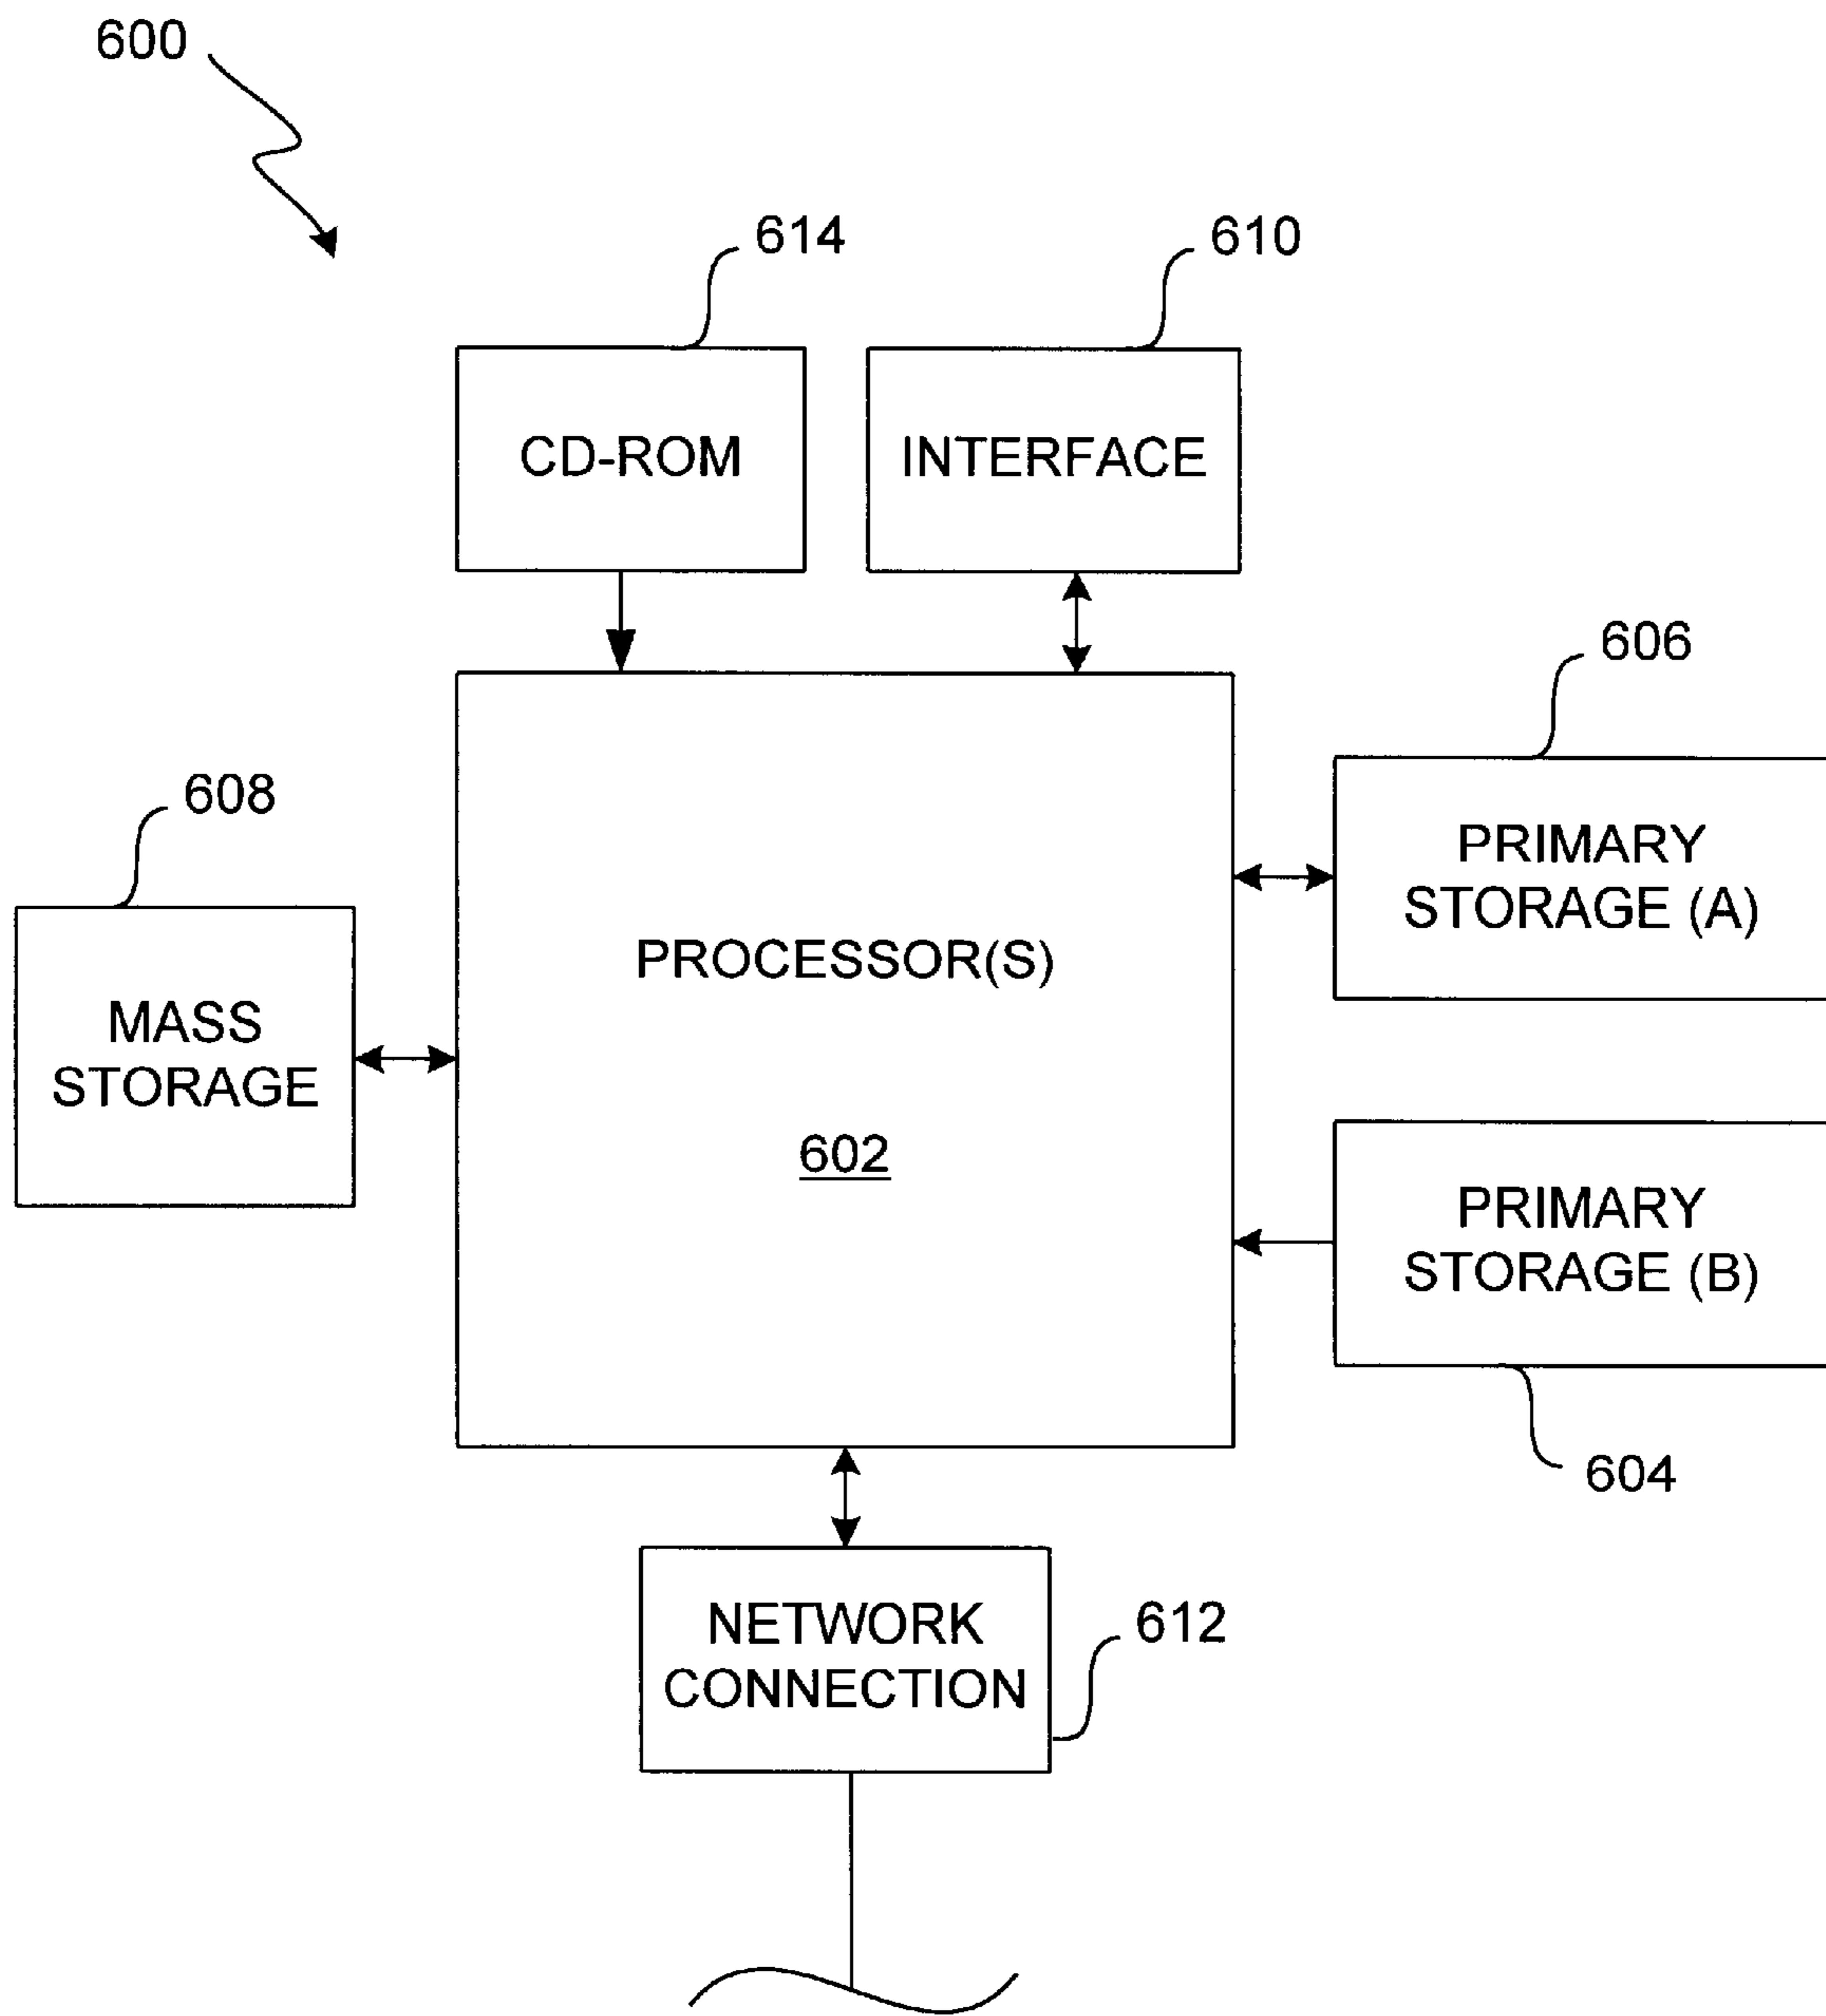 600
614
610
CD-ROM
INTERFACE
606
608
PRIMARY
STORAGE (A)
PROCESSOR(S)
MASS
STORAGE
602
PRIMARY
STORAGE (B)
604
NETWORK
CONNECTION
612